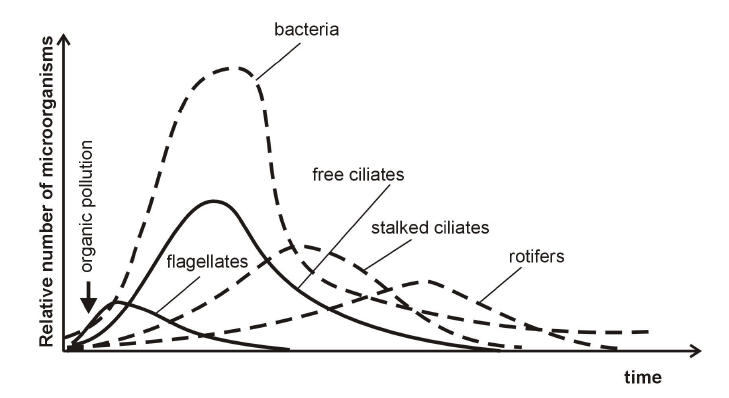 Relative number of microorganisms
organic pollution
bacteria
free ciliates
stalked ciliates
flagellates
rotifers
time